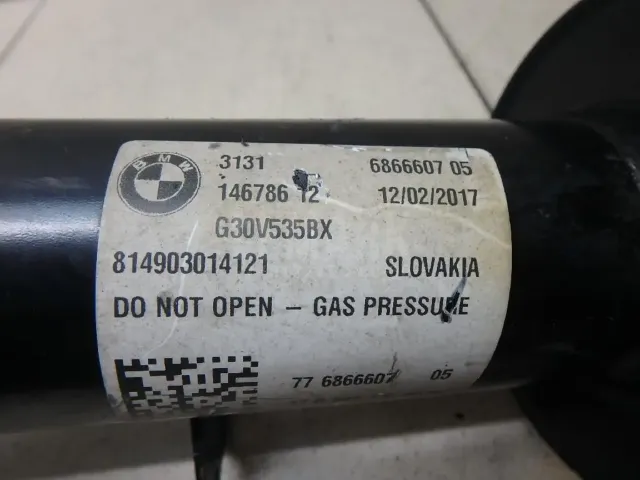 BMW
3131 6866607 05
146786 12 12/02/2017
G30V535BX
814903014121 SLOVAKIA
DO NOT OPEN – GAS PRESSURE
77 6866607 05